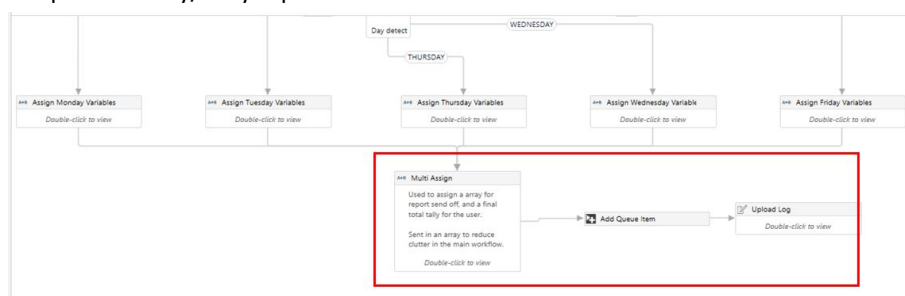 WEDNESDAY
Day detect
THURSDAY
A+B Assign Monday Variables
Double-click to view
A+B Assign Tuesday Variables
Double-click to view
A+B Assign Thursday Variables
Double-click to view
A+B Assign Wednesday Variable
Double-click to view
A+B Assign Friday Variables
Double-click to view
A+B Multi Assign
Used to assign a array for
report send off, and a final
total tally for the user.
Sent in an array to reduce
clutter in the main workflow.
Double-click to view
Add Queue Item
Upload Log
Double-click to view